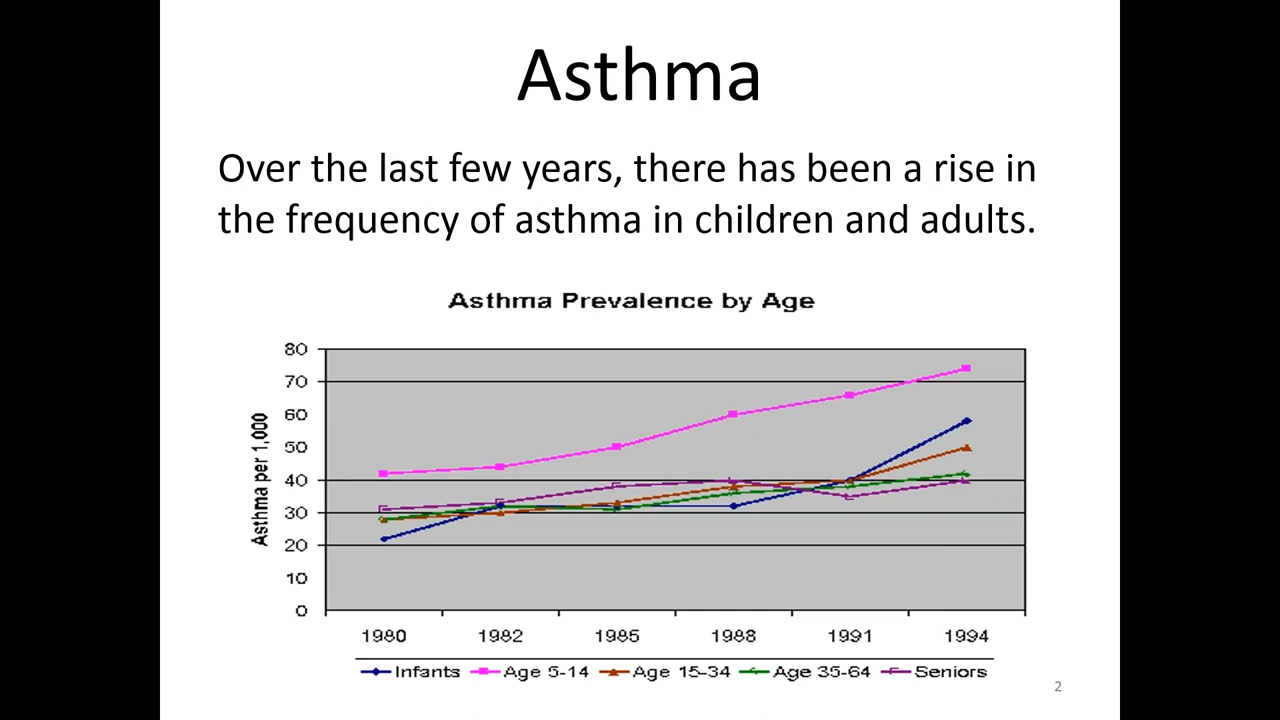 Asthma
Over the last few years, there has been a rise in
the frequency of asthma in children and adults.
Asthma Prevalence by Age
Asthma per 1,000
80
70
60
50
40
30
20
10
0
1980 1982 1985 1988 1991 1994
Infants Age 5-14 Age 15-34 Age 35-64 Seniors
2